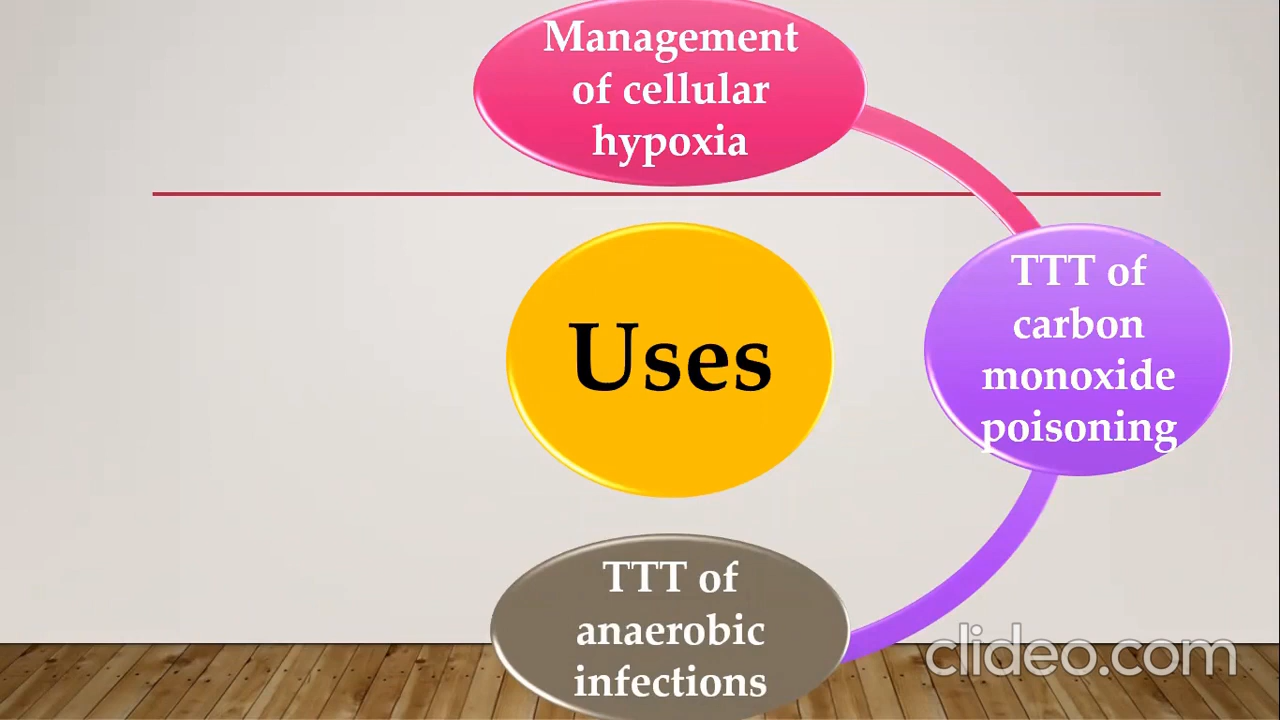 Management
of cellular
hypoxia
Uses
TTT of
carbon
monoxide
poisoning
TTT of
anaerobic
infections
clideo.com